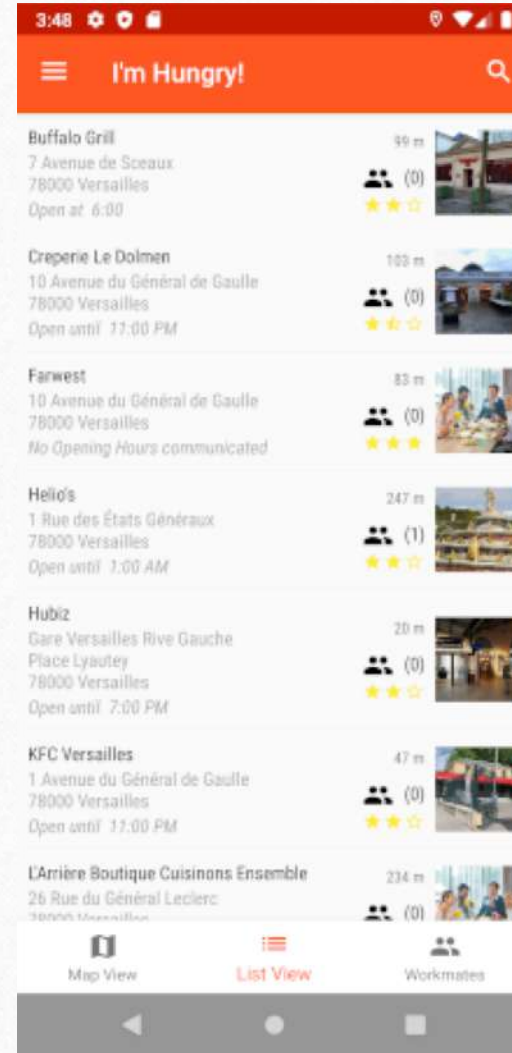 3:48
I'm Hungry!
Buffalo Grill
99 m
7 Avenue de Sceaux
78000 Versailles
(0)
Open at 6:00
Creperie Le Dolmen
103 m
10 Avenue du Général de Gaulle
78000 Versailles
(0)
Open until 11:00 PM
Farwest
83 m
10 Avenue du Général de Gaulle
78000 Versailles
(0)
No Opening Hours communicated
Helio's
247 m
1 Rue des États Généraux
78000 Versailles
(1)
Open until 1:00 AM
Hubiz
Gare Versailles Rive Gauche
20 m
Place Lyautey
78000 Versailles
(0)
Open until 7:00 PM
KFC Versailles
47 m
1 Avenue du Général de Gaulle
78000 Versailles
(0)
Open until 11:00 PM
L'Arrière Boutique Cuisinons Ensemble
26 Rue du Général Leclerc
234 m
78000 Versailles
(0)
Map View
List View
Workmates